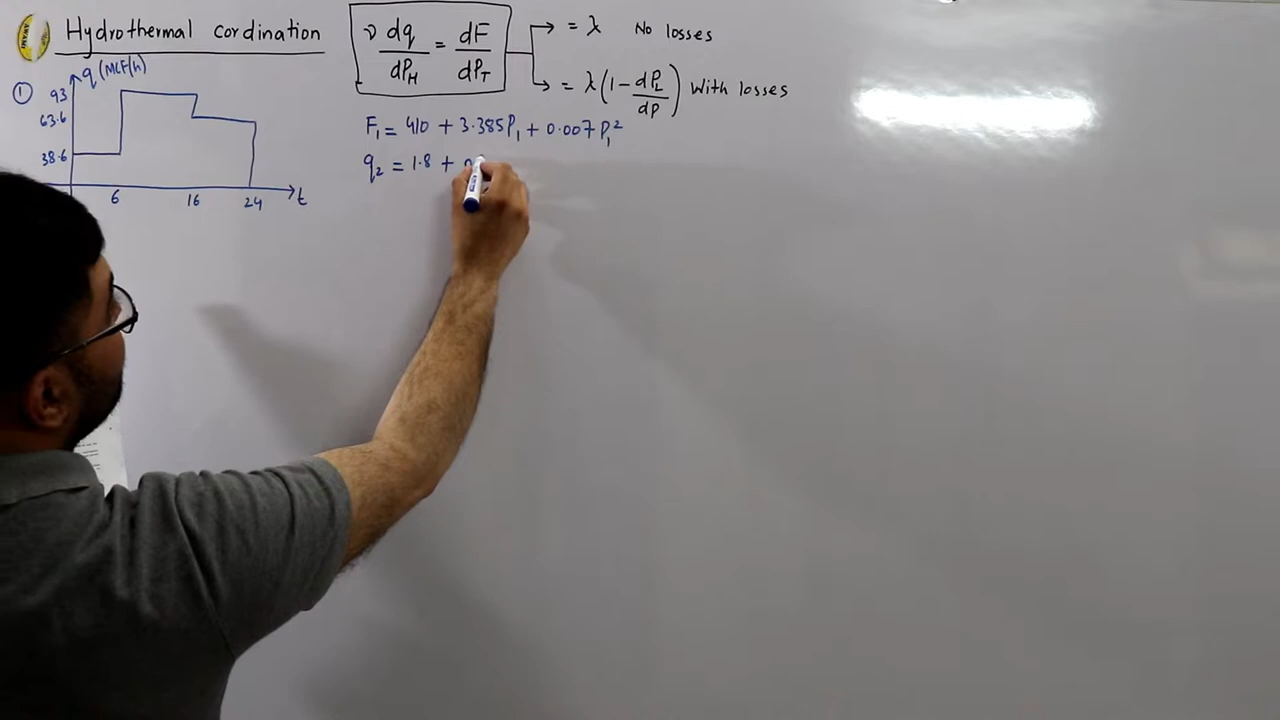 Hydrothermal cordination
ν dq/dP_H = dF/dP_T
= λ No losses
= λ(1 - dP_L/dP) With losses
①
q (MCF/h)
93
63.6
38.6
6 16 24 t
F₁ = 410 + 3.385P₁ + 0.007P₁²
q₂ = 1.8 + 0